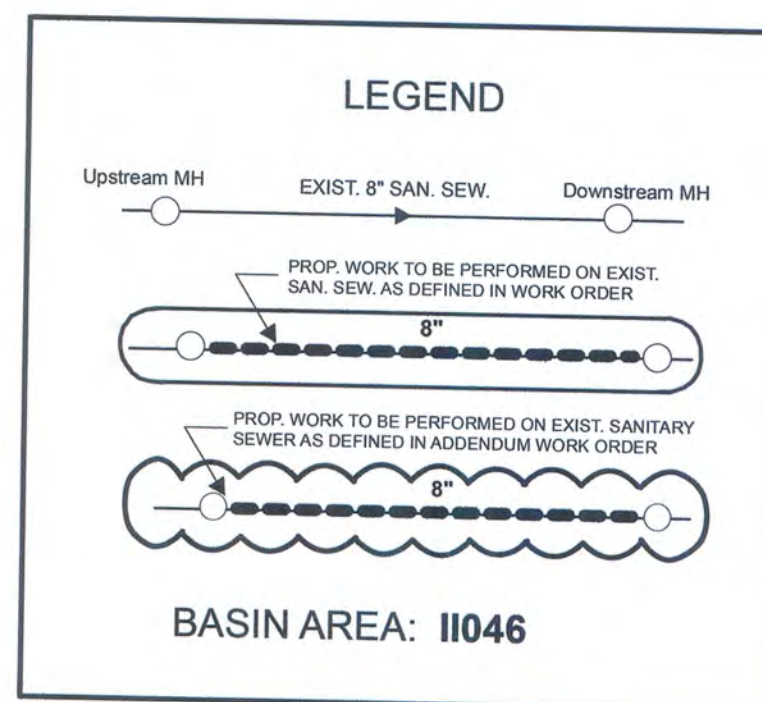 LEGEND
Upstream MH
EXIST. 8" SAN. SEW.
Downstream MH
PROP. WORK TO BE PERFORMED ON EXIST.
SAN. SEW. AS DEFINED IN WORK ORDER
8"
PROP. WORK TO BE PERFORMED ON EXIST. SANITARY
SEWER AS DEFINED IN ADDENDUM WORK ORDER
8"
BASIN AREA: II046